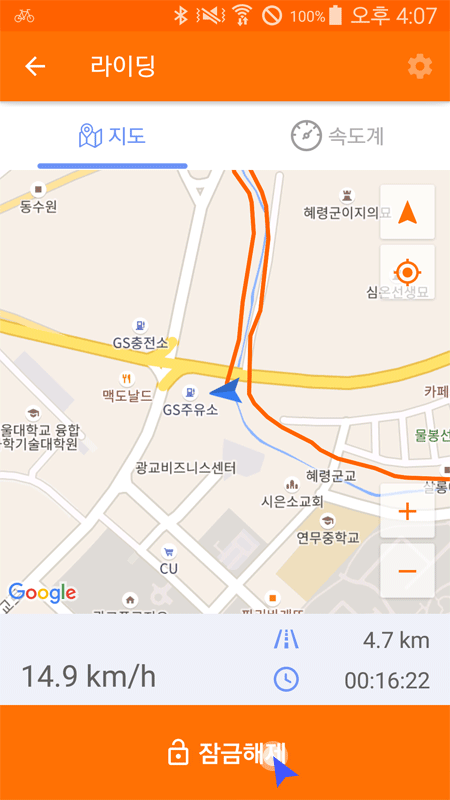 100% 오후 4:07
라이딩
지도
속도계
동수원
혜령군이지의묘
심온선생묘
GS충전소
맥도날드
GS주유소
카페
울대학교 융합
학기술대학원
물봉선
광교비즈니스센터
혜령군교
시은소교회
연무중학교
CU
Google
14.9 km/h
4.7 km
00:16:22
잠금해제